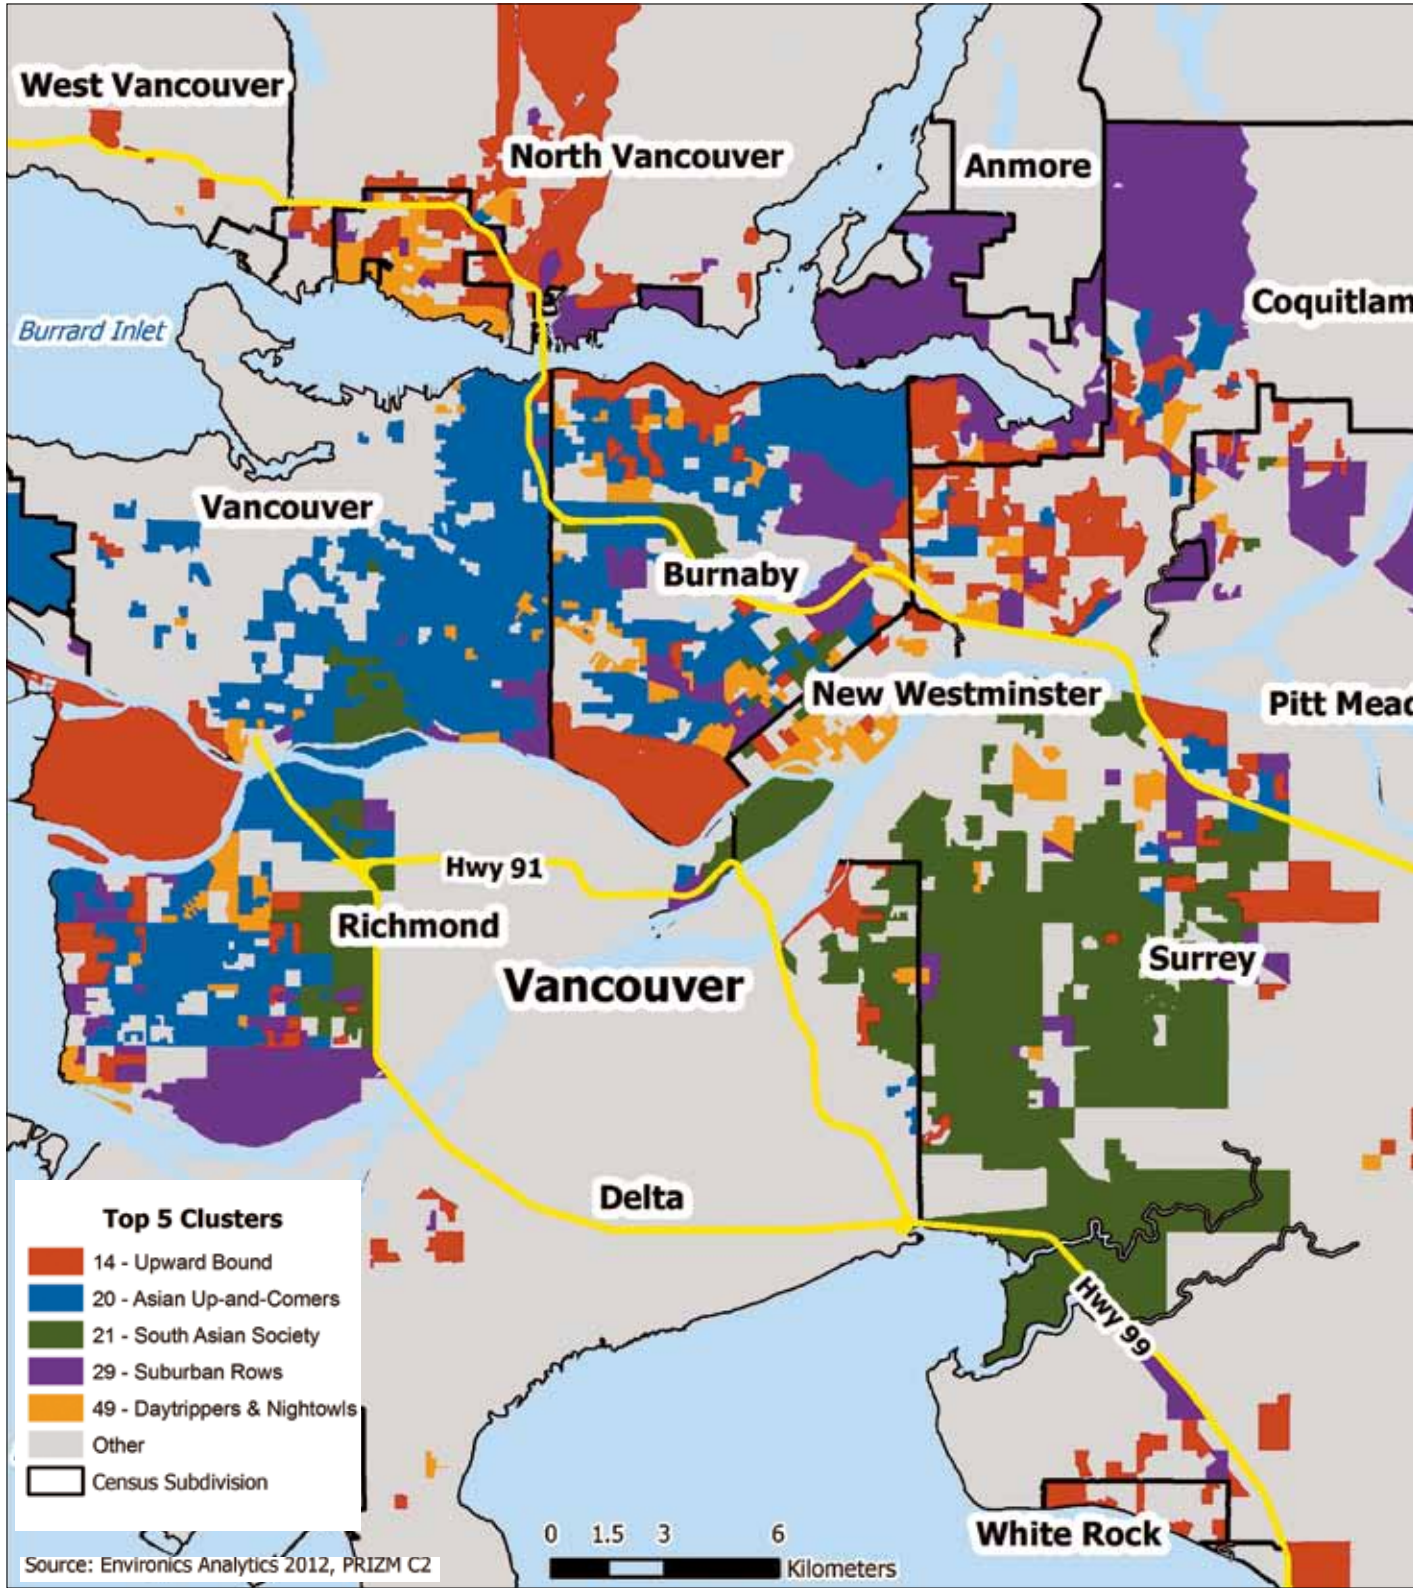 West Vancouver
North Vancouver
Anmore
Coquitlam
Burrard Inlet
Vancouver
Burnaby
New Westminster
Pitt Mead
Hwy 91
Richmond
Vancouver
Surrey
Delta
Hwy 99
White Rock
Top 5 Clusters
14 - Upward Bound
20 - Asian Up-and-Comers
21 - South Asian Society
29 - Suburban Rows
49 - Daytrippers & Nightowls
Other
Census Subdivision
0 1.5 3 6
Kilometers
Source: Environics Analytics 2012, PRIZM C2